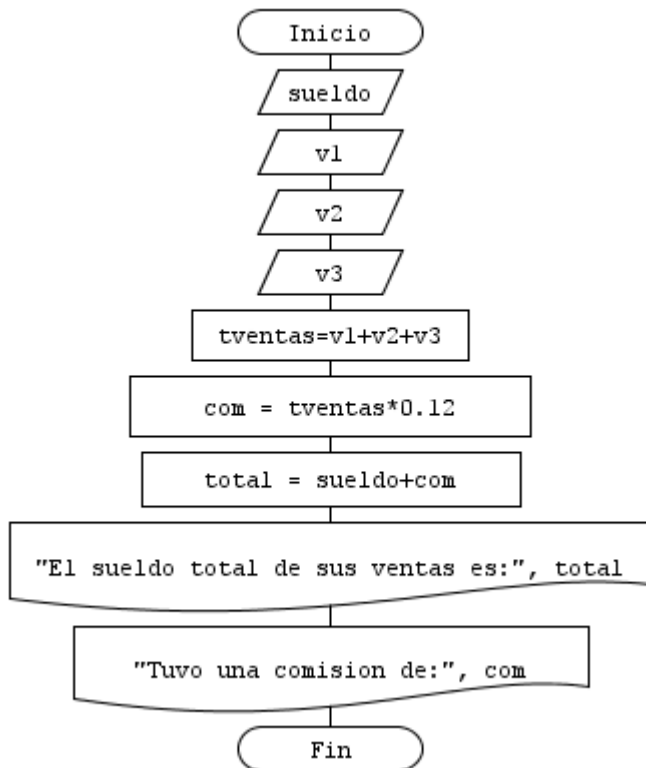 Inicio
sueldo
v1
v2
v3
tventas=v1+v2+v3
com = tventas*0.12
total = sueldo+com
"El sueldo total de sus ventas es:", total
"Tuvo una comision de:", com
Fin